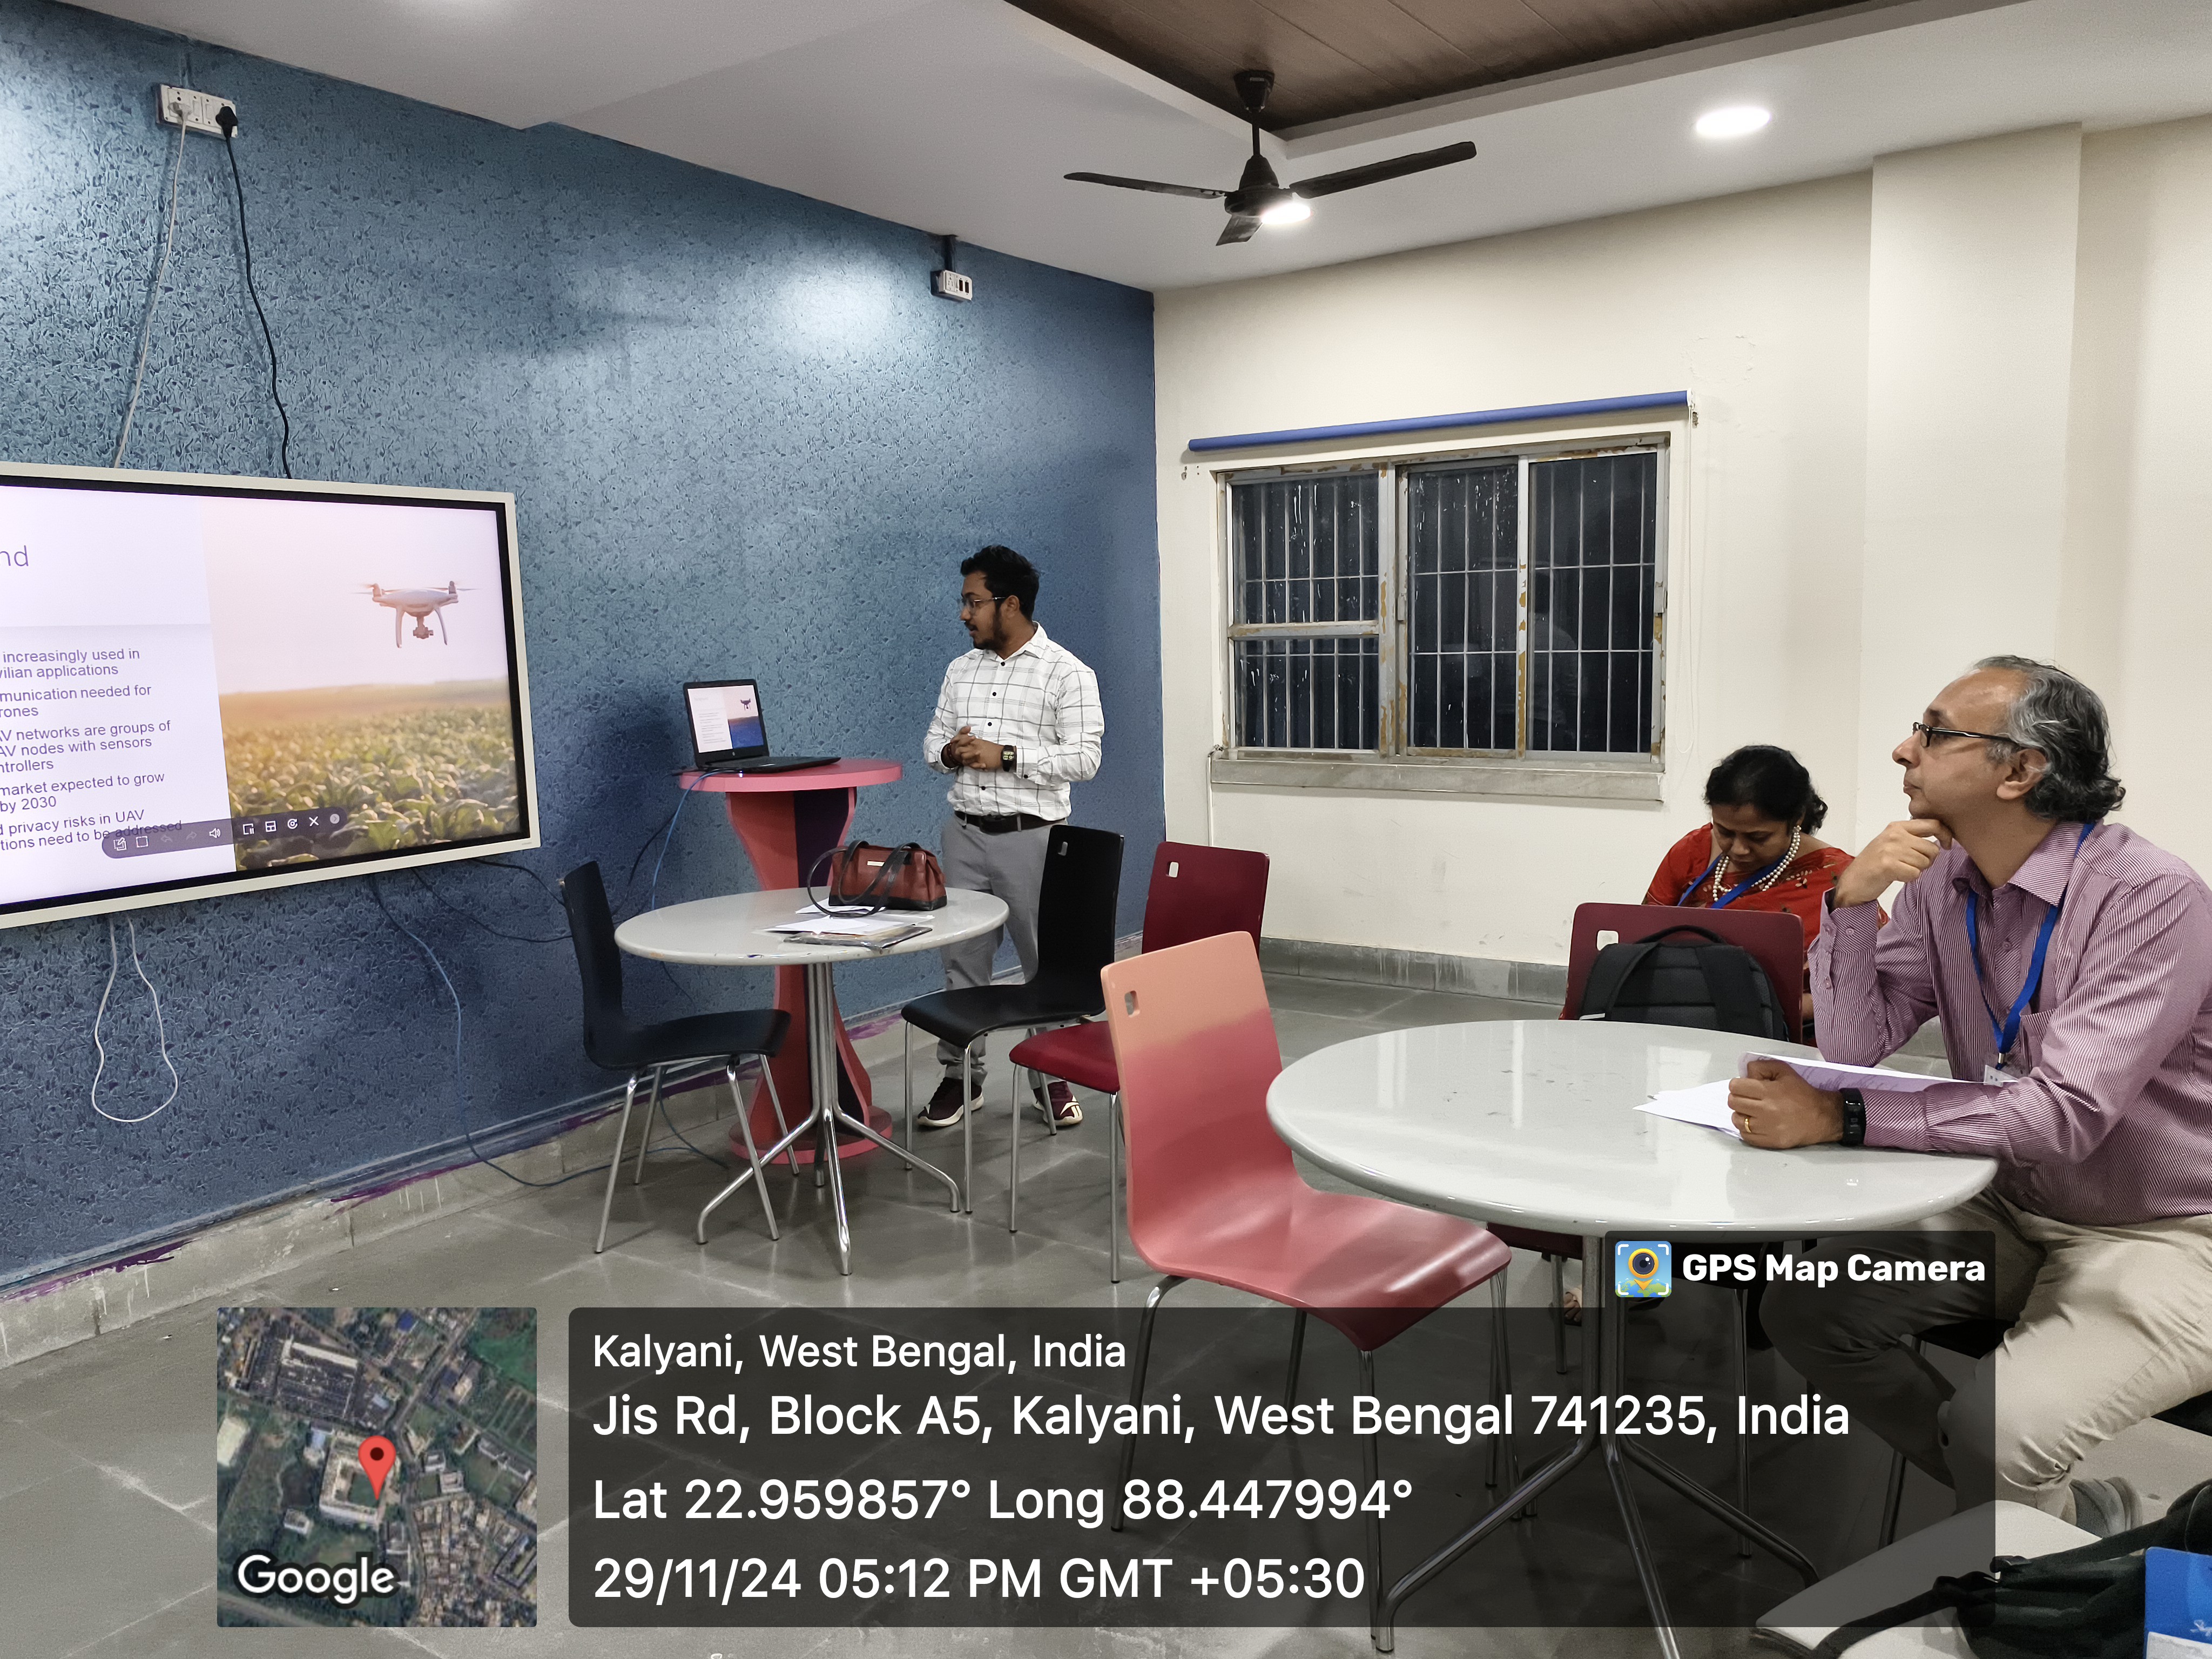 nd
increasingly used in
vilian applications
munication needed for
rones
AV networks are groups of
AV nodes with sensors
ntrollers
market expected to grow
by 2030
d privacy risks in UAV
tions need to be addressed
GPS Map Camera
Kalyani, West Bengal, India
Jis Rd, Block A5, Kalyani, West Bengal 741235, India
Lat 22.959857° Long 88.447994°
29/11/24 05:12 PM GMT +05:30
Google